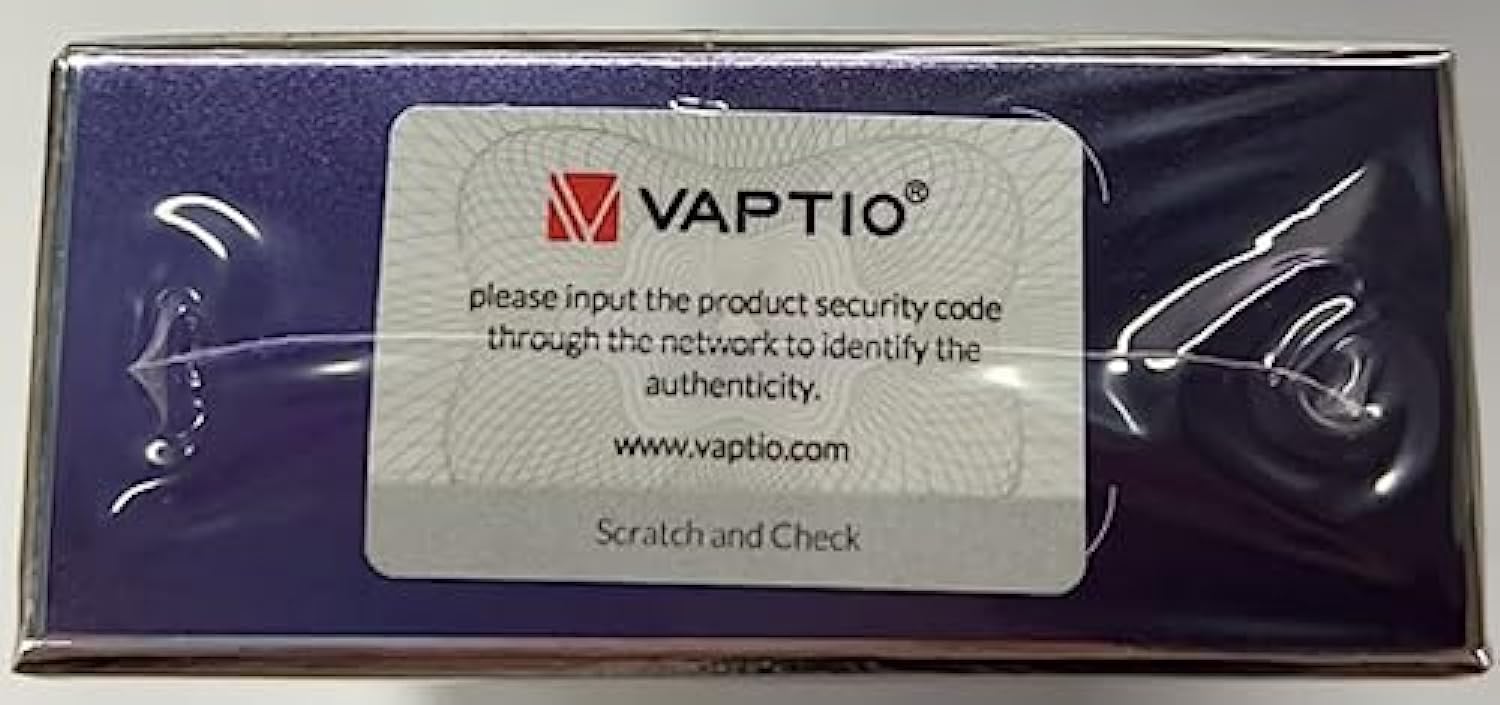 VAPTIO®
please input the product security code
through the network to identify the
authenticity.
www.vaptio.com
Scratch and Check